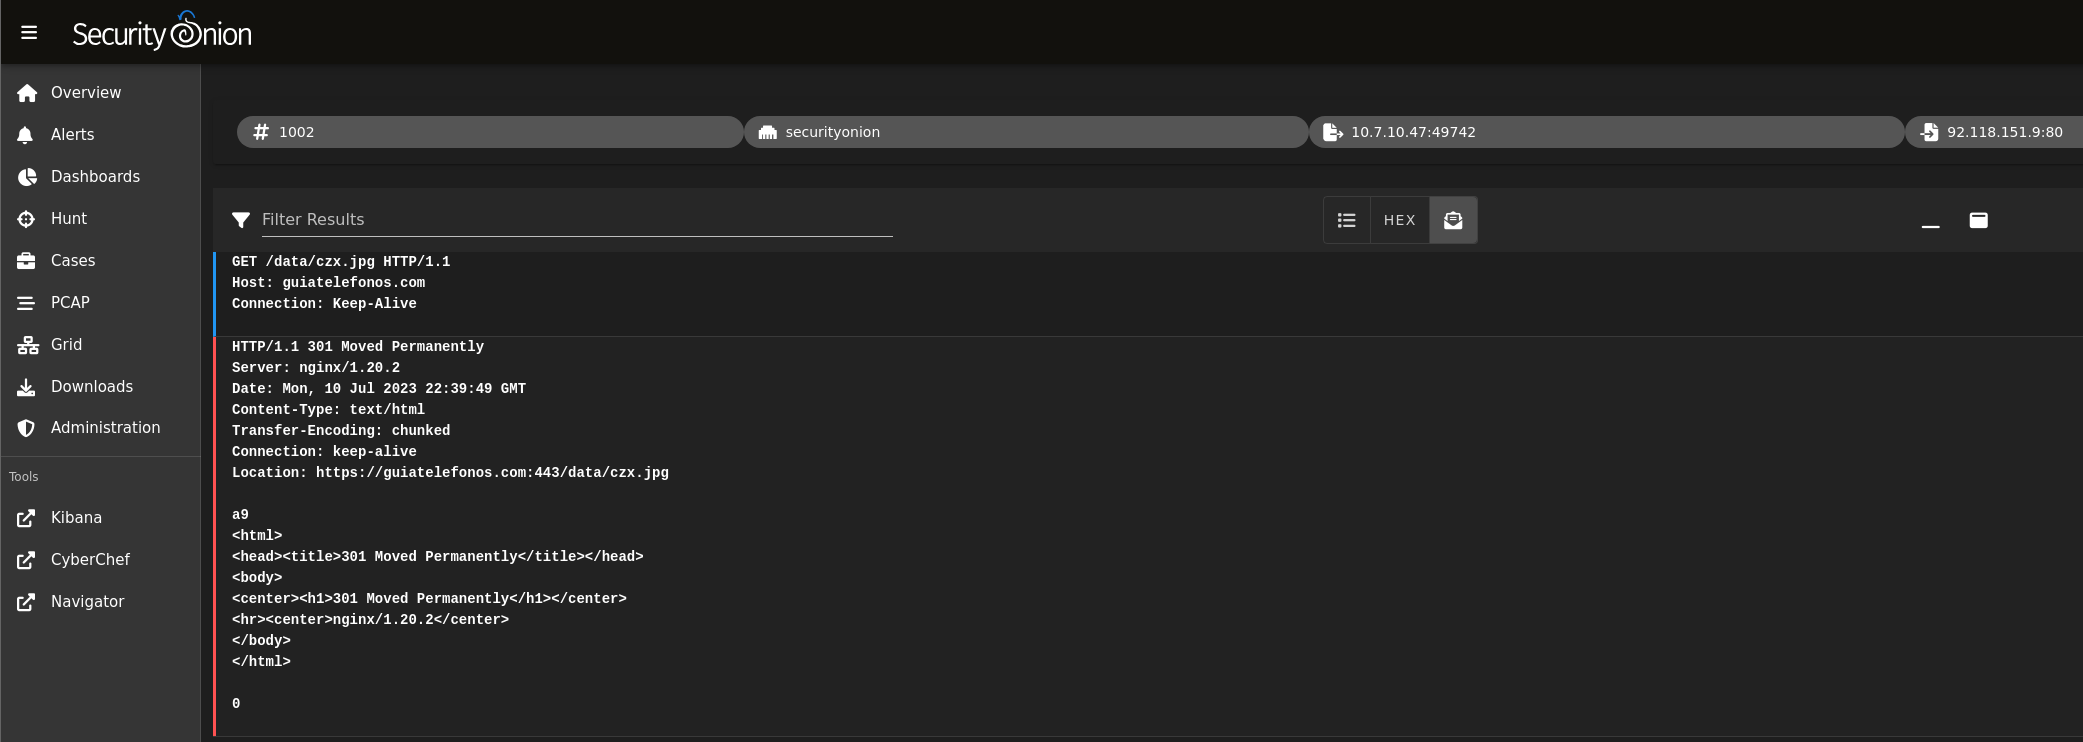 Security Onion
Overview
Alerts
Dashboards
Hunt
Cases
PCAP
Grid
Downloads
Administration
Tools
Kibana
CyberChef
Navigator
# 1002
securityonion
10.7.10.47:49742
92.118.151.9:80
Filter Results
HEX
GET /data/czx.jpg HTTP/1.1
Host: guiatelefonos.com
Connection: Keep-Alive
HTTP/1.1 301 Moved Permanently
Server: nginx/1.20.2
Date: Mon, 10 Jul 2023 22:39:49 GMT
Content-Type: text/html
Transfer-Encoding: chunked
Connection: keep-alive
Location: https://guiatelefonos.com:443/data/czx.jpg
a9
<html>
<head><title>301 Moved Permanently</title></head>
<body>
<center><h1>301 Moved Permanently</h1></center>
<hr><center>nginx/1.20.2</center>
</body>
</html>
0